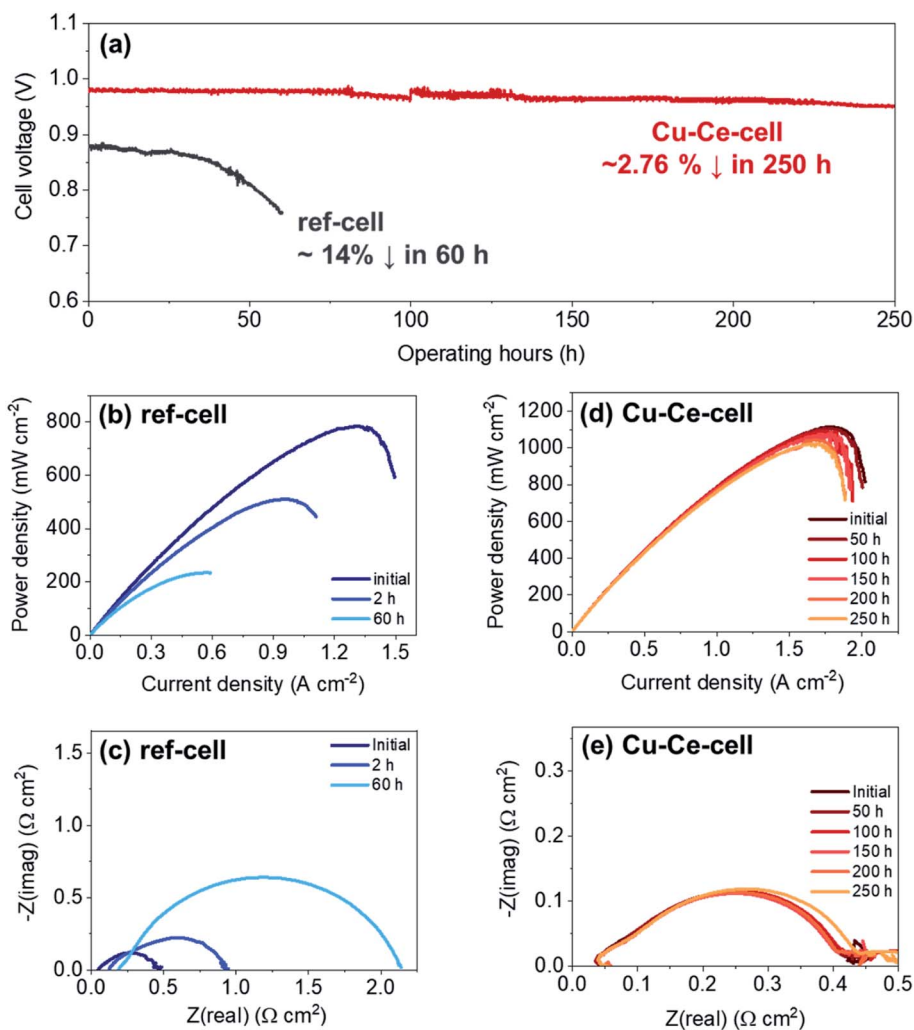 (a)
1.1
1.0
0.9
0.8
0.7
0.6
Cell voltage (V)
Cu-Ce-cell
~2.76 % ↓ in 250 h
ref-cell
~ 14% ↓ in 60 h
0 50 100 150 200 250
Operating hours (h)
(b) ref-cell
800
600
400
200
0
Power density (mW cm⁻²)
initial
2 h
60 h
0.0 0.3 0.6 0.9 1.2 1.5
Current density (A cm⁻²)
(d) Cu-Ce-cell
1200
1000
800
600
400
200
0
Power density (mW cm⁻²)
initial
50 h
100 h
150 h
200 h
250 h
0.0 0.5 1.0 1.5 2.0
Current density (A cm⁻²)
(c) ref-cell
1.5
1.0
0.5
0.0
-Z(imag) (Ω cm²)
Initial
2 h
60 h
0.0 0.5 1.0 1.5 2.0
Z(real) (Ω cm²)
(e) Cu-Ce-cell
0.3
0.2
0.1
0.0
-Z(imag) (Ω cm²)
Initial
50 h
100 h
150 h
200 h
250 h
0.0 0.1 0.2 0.3 0.4 0.5
Z(real) (Ω cm²)